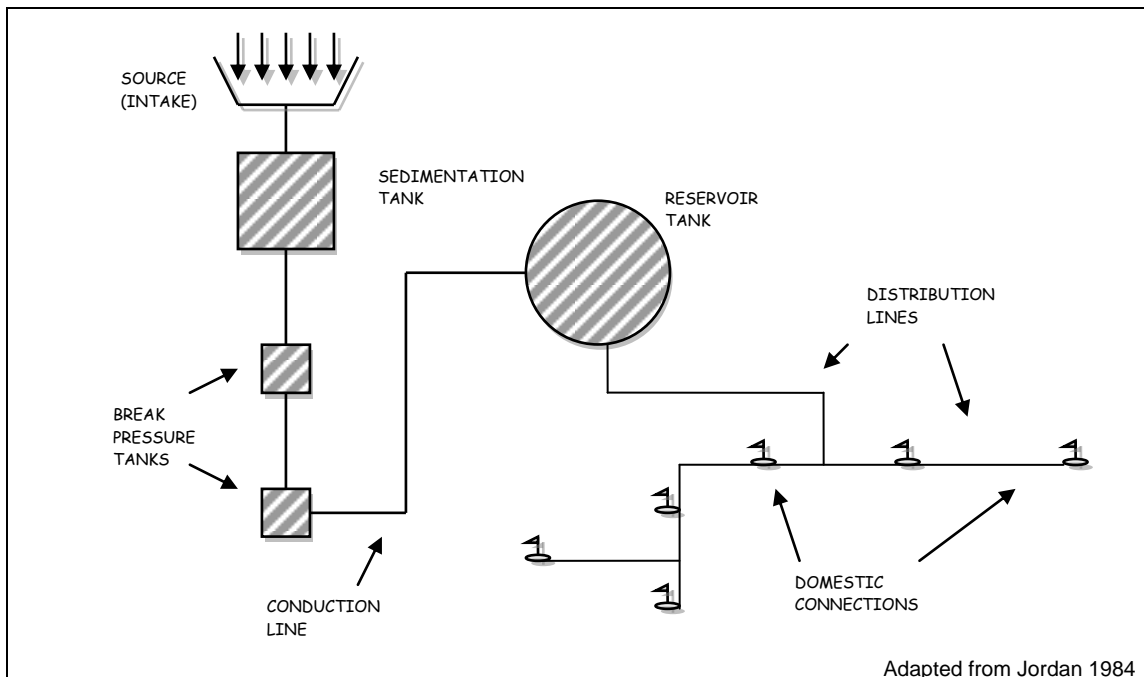 SOURCE
(INTAKE)
SEDIMENTATION
TANK
RESERVOIR
TANK
DISTRIBUTION
LINES
BREAK
PRESSURE
TANKS
CONDUCTION
LINE
DOMESTIC
CONNECTIONS
Adapted from Jordan 1984